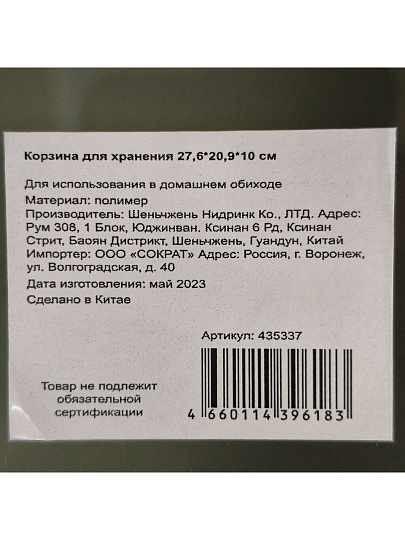 Корзина для хранения 27,6*20,9*10 см
Для использования в домашнем обиходе
Материал: полимер
Производитель: Шеньчжень Нидринк Ко., ЛТД. Адрес:
Рум 308, 1 Блок, Юджинван. Ксинан 6 Рд, Ксинан
Стрит, Баоян Дистрикт, Шеньчжень, Гуандун, Китай
Импортер: ООО «СОКРАТ» Адрес: Россия, г. Воронеж,
ул. Волгоградская, д. 40
Дата изготовления: май 2023
Сделано в Китае
Артикул: 435337
Товар не подлежит
обязательной
сертификации
4 660114 396183